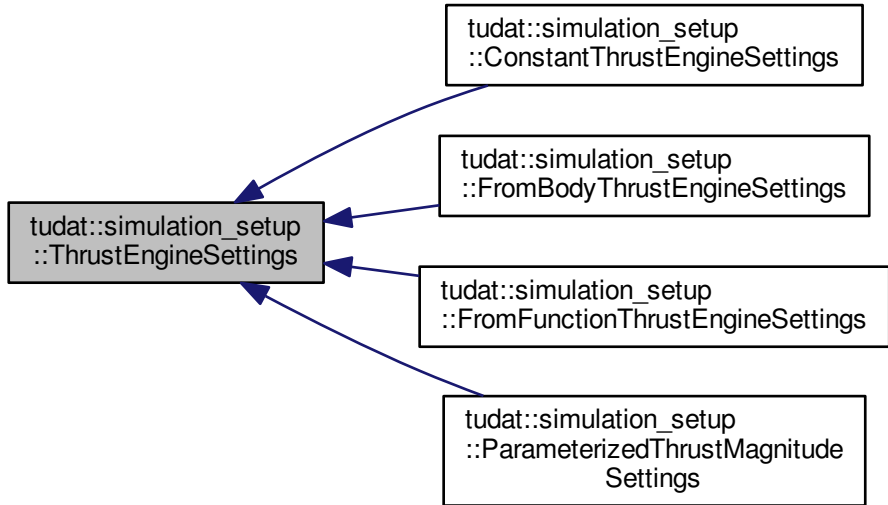 tudat::simulation_setup
::ConstantThrustEngineSettings
tudat::simulation_setup
::FromBodyThrustEngineSettings
tudat::simulation_setup
::ThrustEngineSettings
tudat::simulation_setup
::FromFunctionThrustEngineSettings
tudat::simulation_setup
::ParameterizedThrustMagnitude
Settings